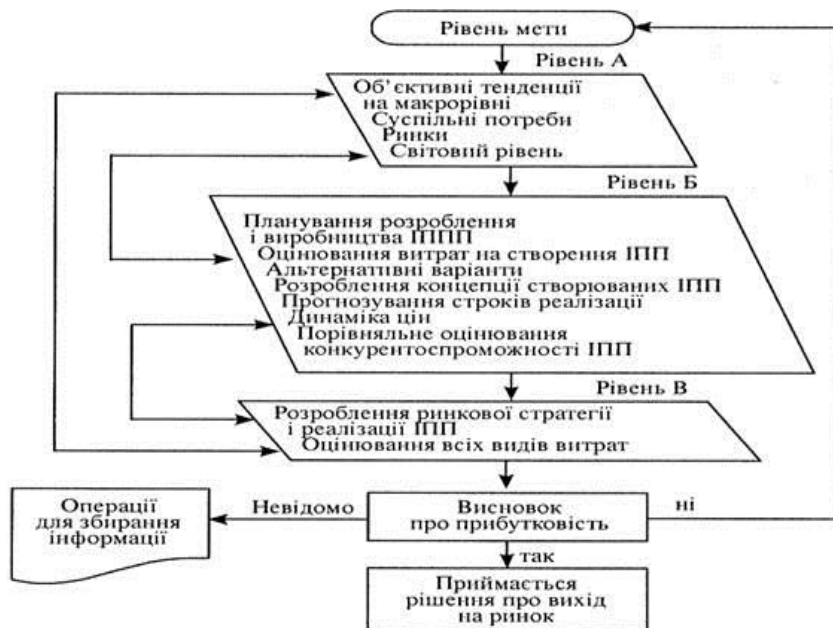 Рівень мети
Рівень А
Об’єктивні тенденції
на макрорівні
Суспільні потреби
Ринки
Світовий рівень
Рівень Б
Планування розроблення
і виробництва ІППП
Оцінювання витрат на створення ІПП
Альтернативні варіанти
Розроблення концепції створюваних ІПП
Прогнозування строків реалізації
Динаміка цін
Порівняльне оцінювання
конкурентоспроможності ІПП
Рівень В
Розроблення ринкової стратегії
і реалізації ІПП
Оцінювання всіх видів витрат
Операції
для збирання
інформації
Невідомо
Висновок
про прибутковість
ні
так
Приймається
рішення про вихід
на ринок